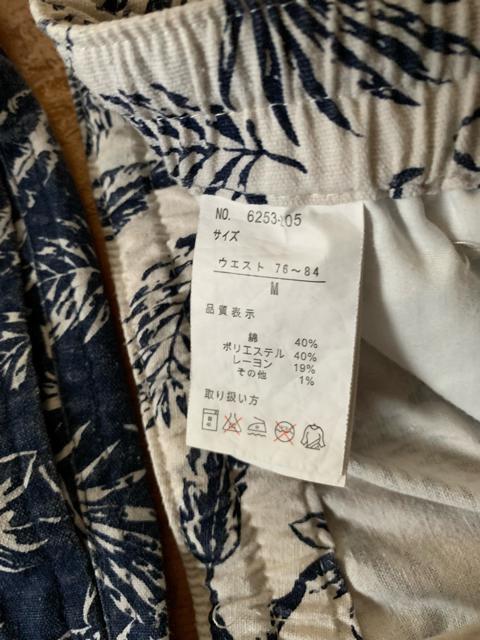 NO. 6253-105
サイズ
ウエスト 76～84
M
品質表示
綿 40%
ポリエステル 40%
レーヨン 19%
その他 1%
取り扱い方